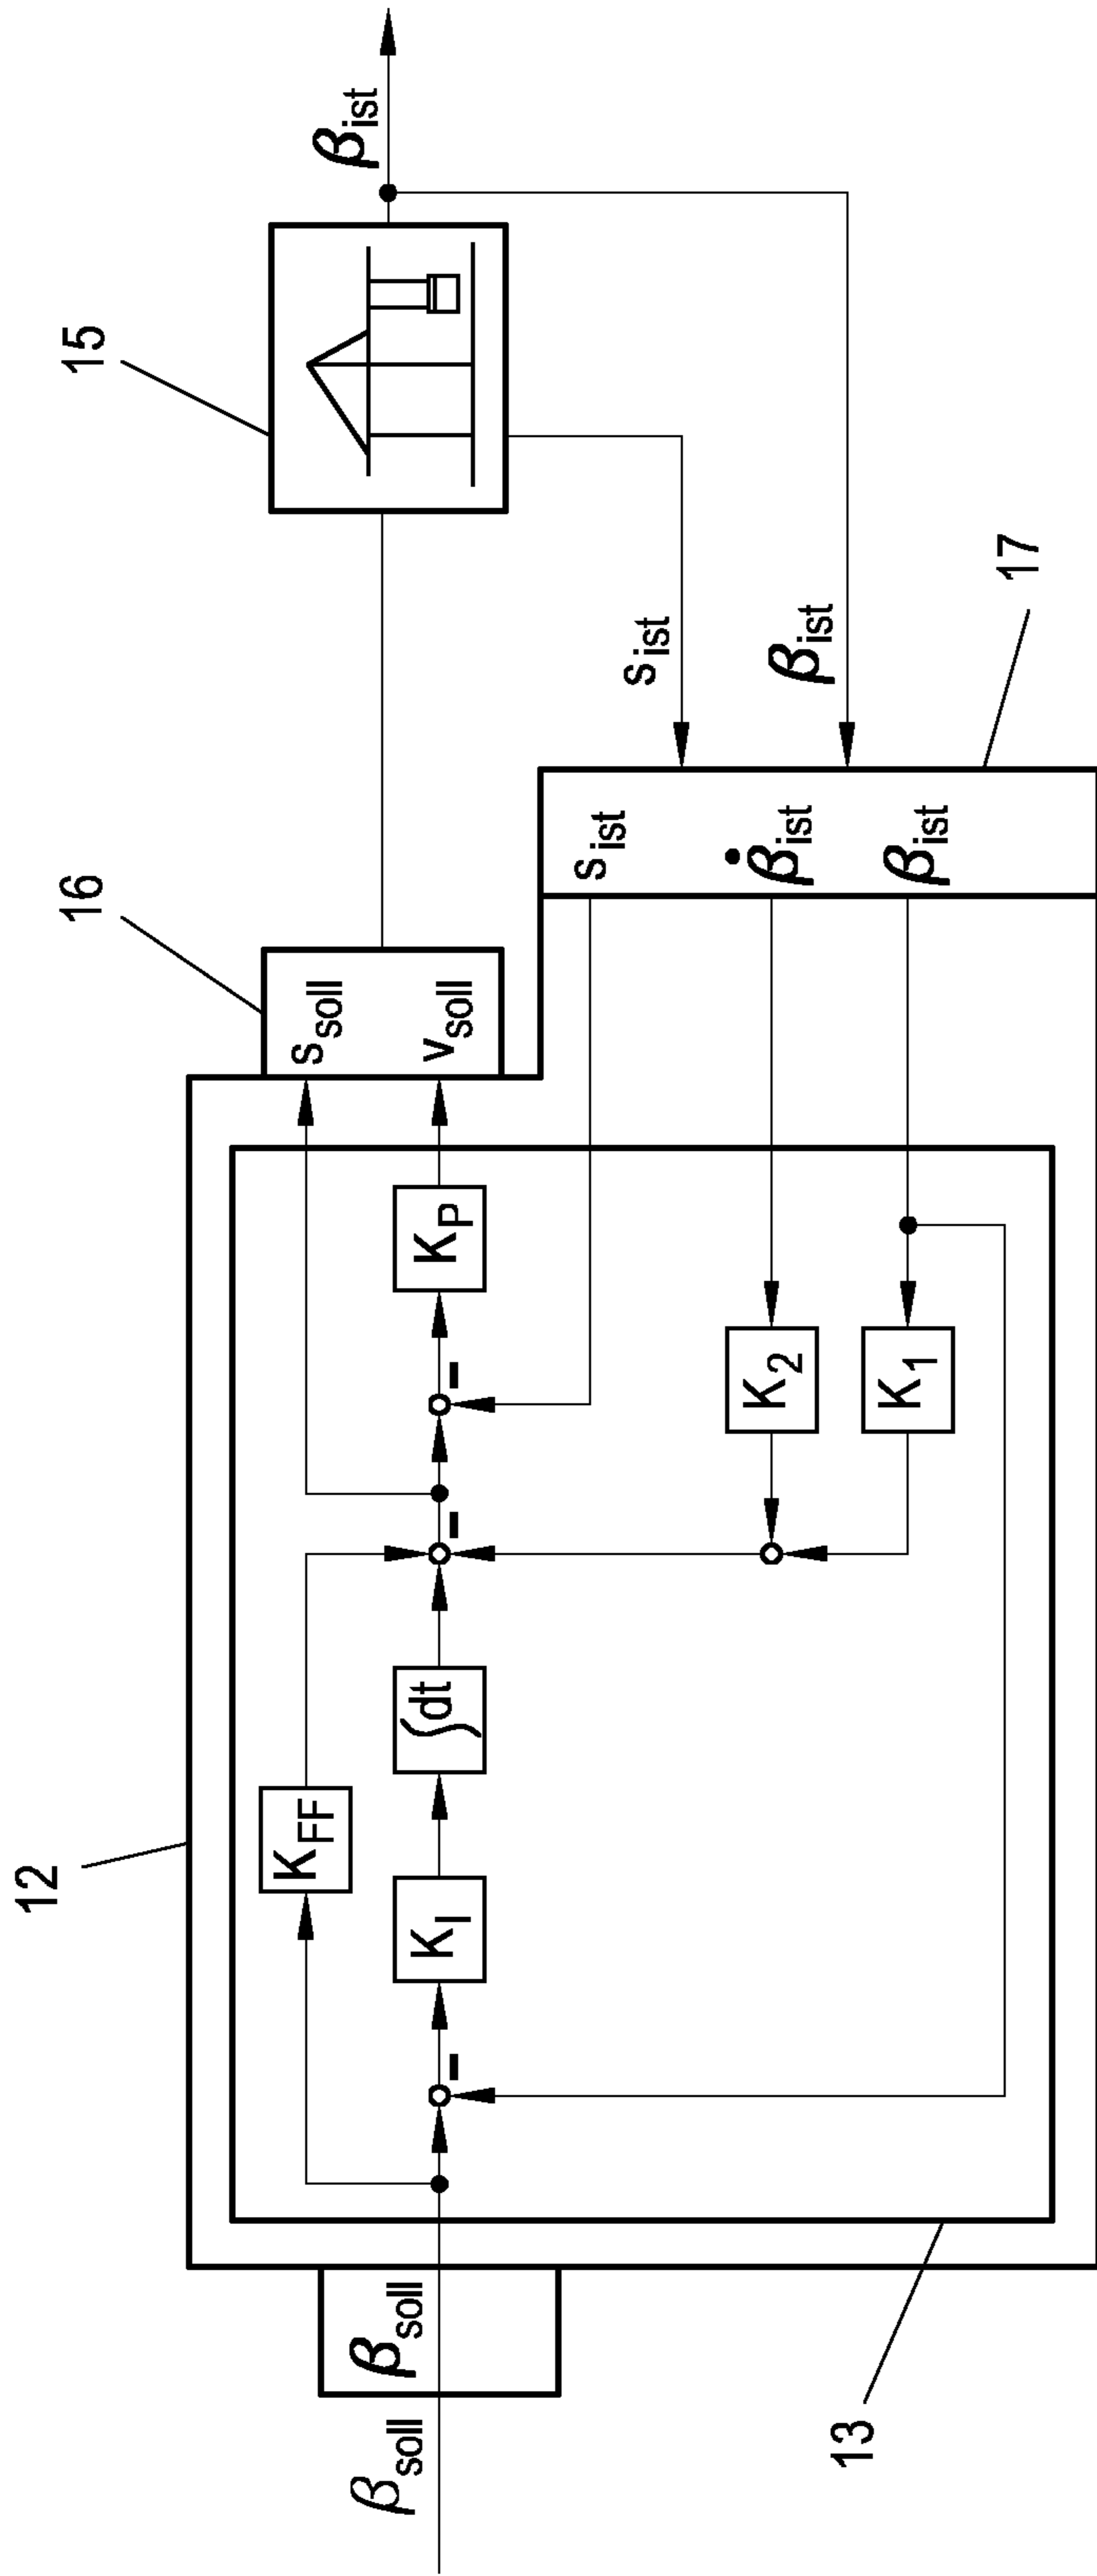 β_soll
β_soll
12
13
K_FF
K_I
∫dt
K_P
K_2
K_1
-
-
-
s_soll
v_soll
16
s_ist
β̇_ist
β_ist
17
s_ist
β_ist
15
β_ist